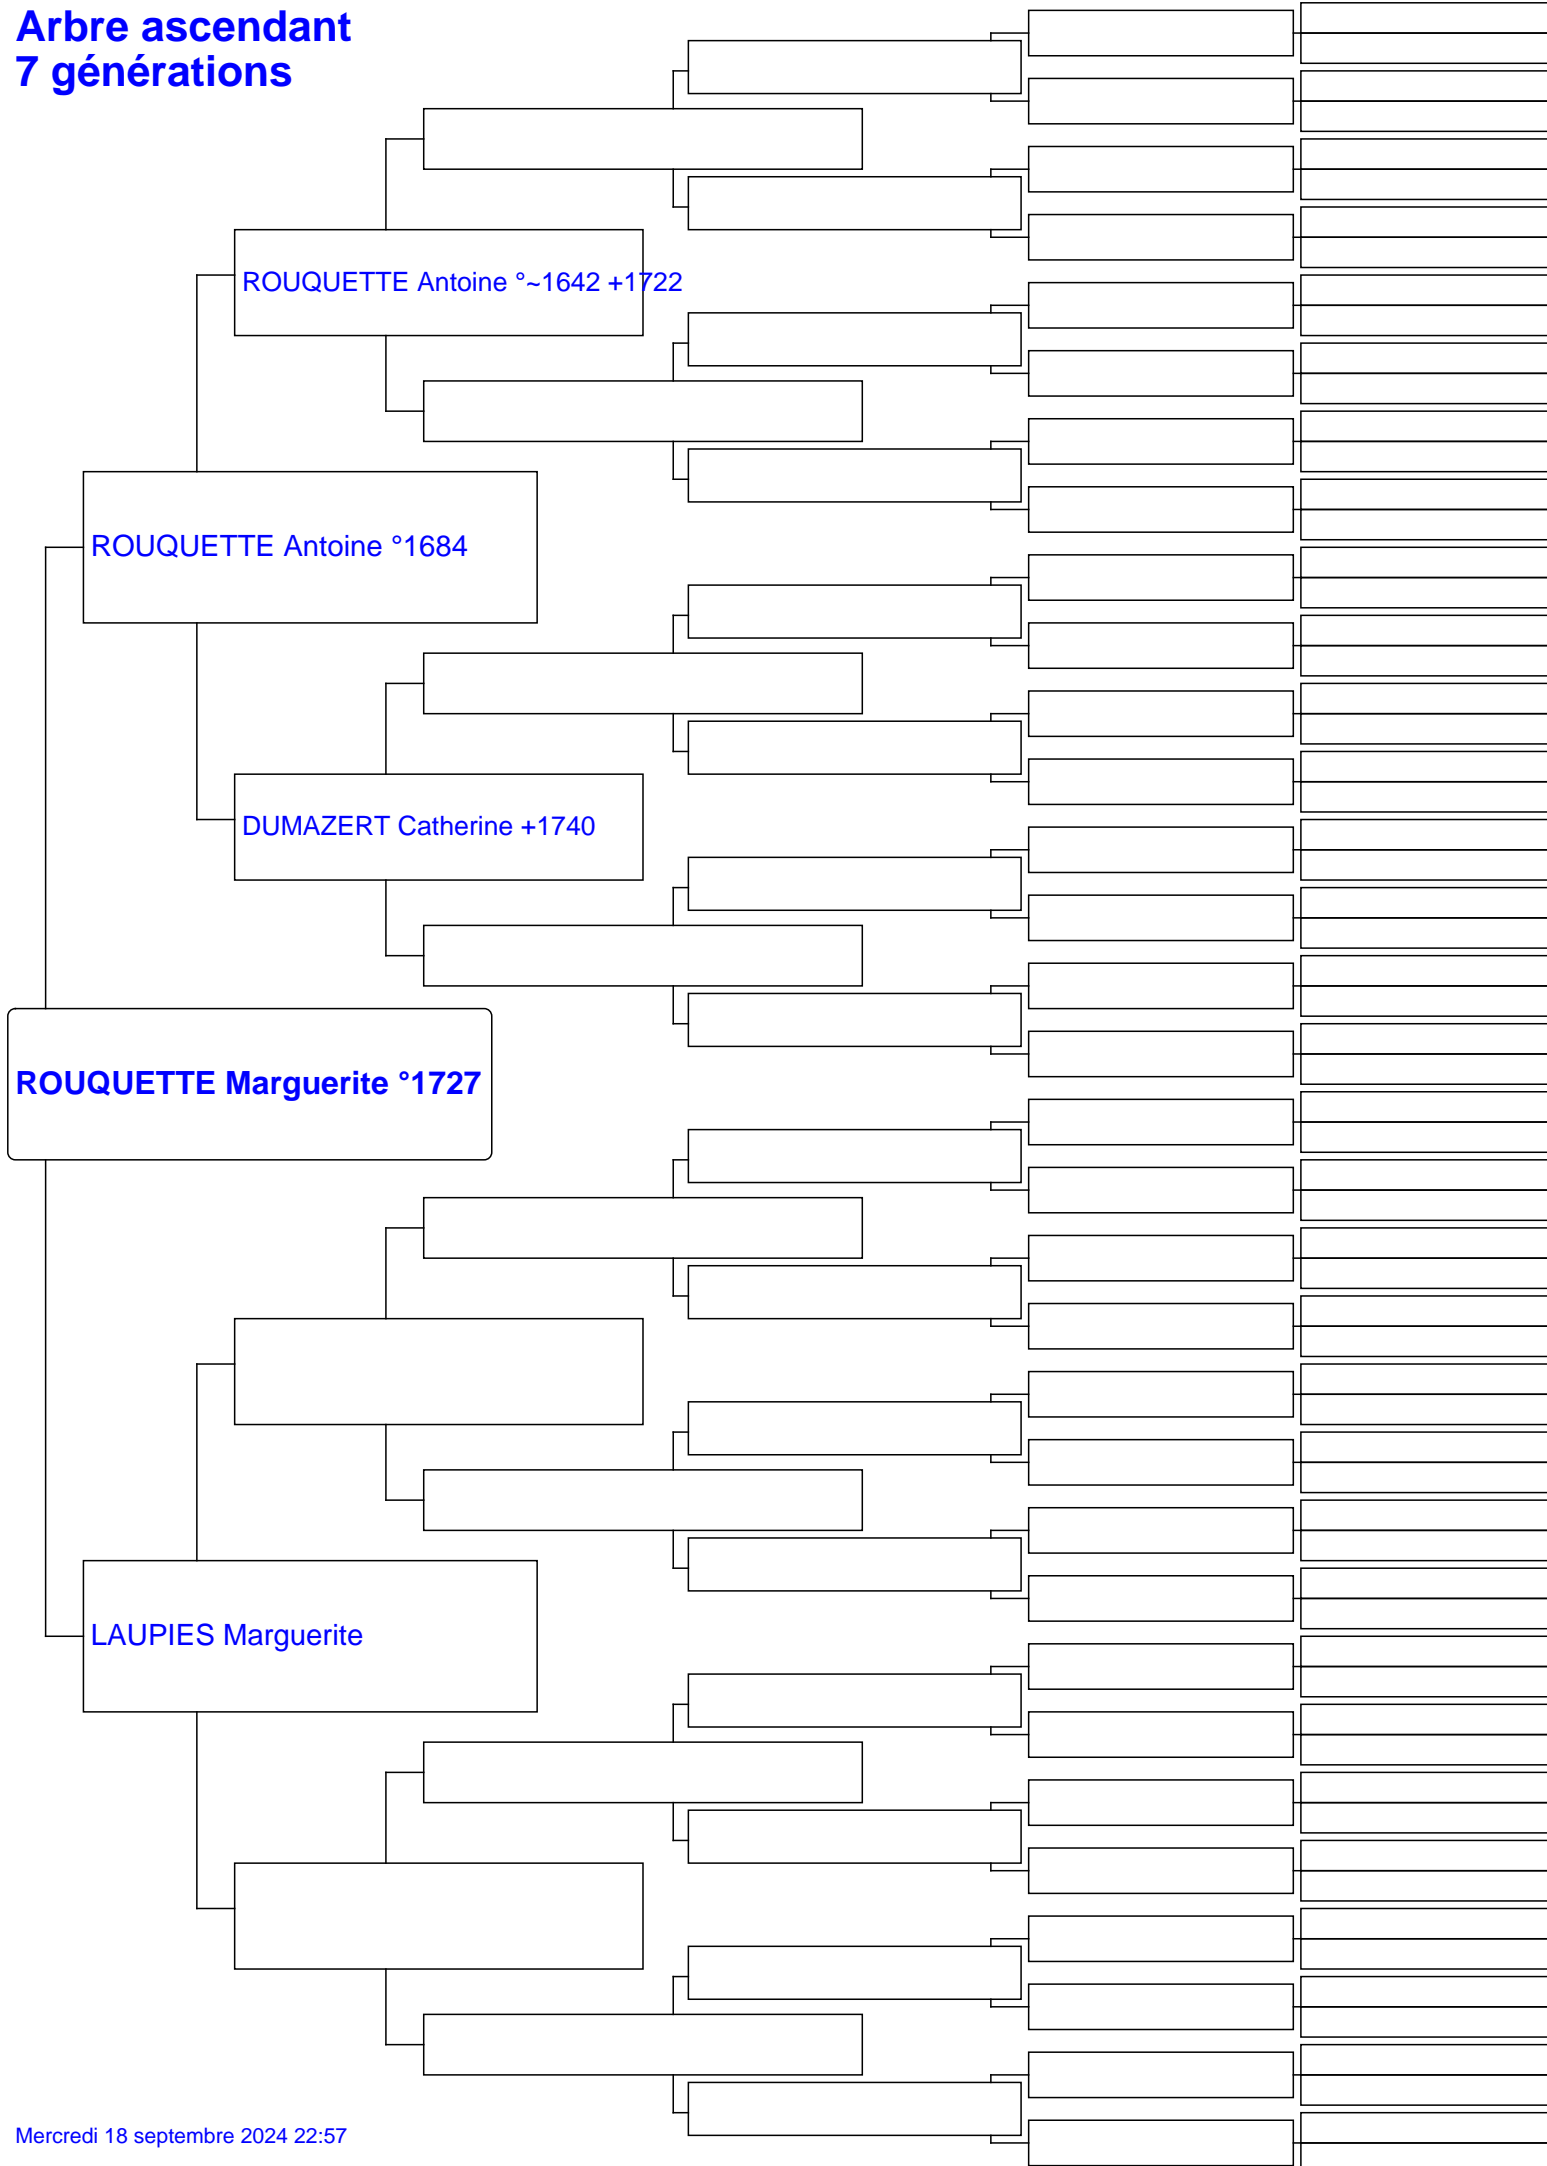 Arbre ascendant
7 générations
ROUQUETTE Antoine °~1642 +1722
ROUQUETTE Antoine °1684
DUMAZERT Catherine +1740
ROUQUETTE Marguerite °1727
LAUPIES Marguerite
Mercredi 18 septembre 2024 22:57